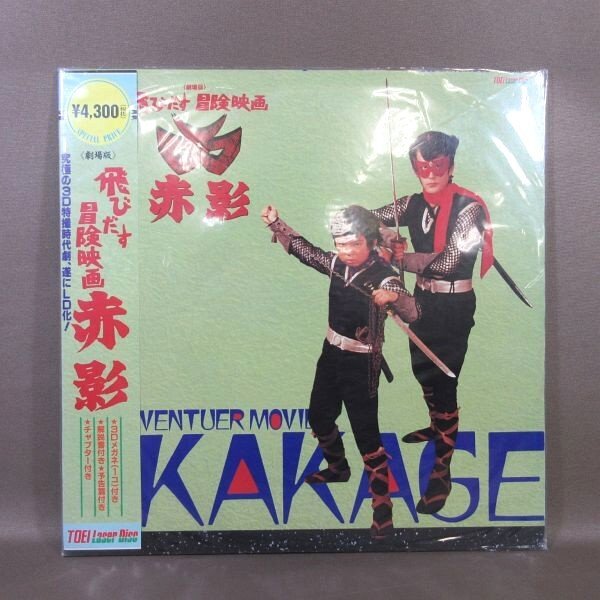 ¥4,300
SPECIAL PRICE
〈劇場版〉
飛びだす
冒険映画
赤影
究極の3D特撮時代劇、遂にLD化!
★3Dメガネ(1コ)付き
★解説書付き★予告篇付き
★チャプター付き
TOEI Laser Disc
TOEI Laser Disc
〈劇場版〉
飛びだす 冒険映画
赤影
VENTUER MOVIE
KAKAGE